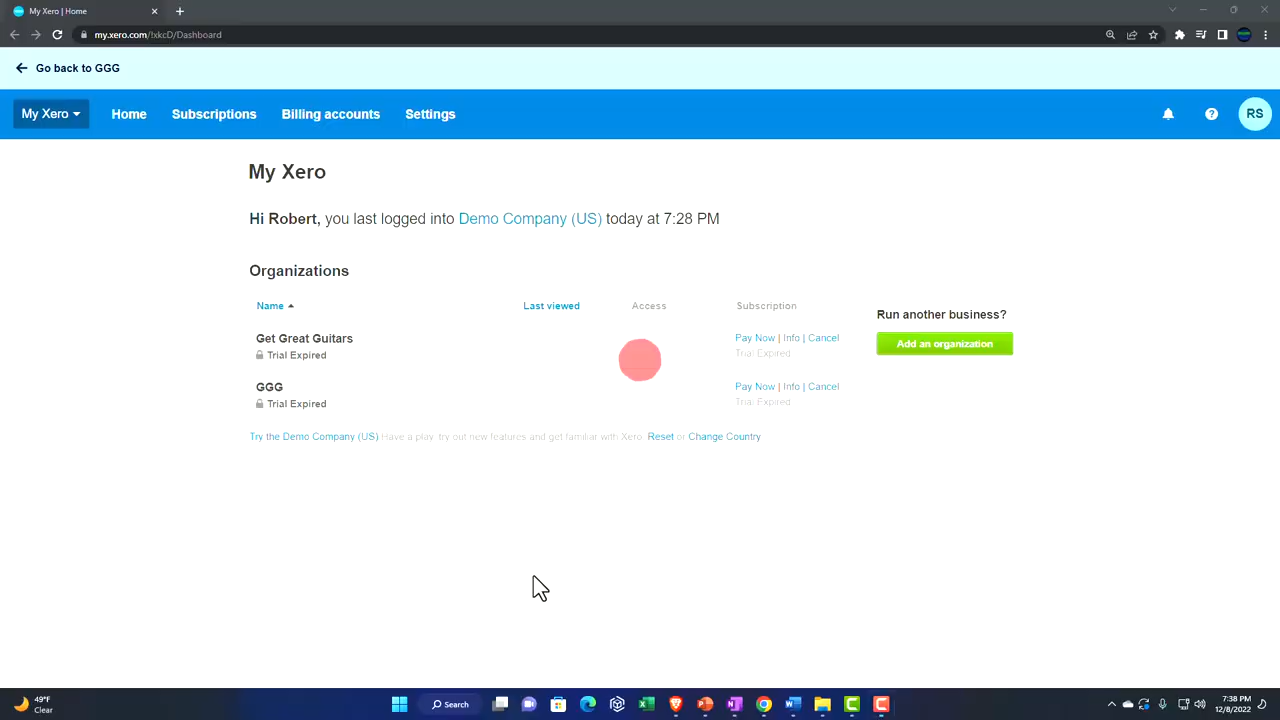 My Xero | Home
my.xero.com/!xkcD/Dashboard
Go back to GGG
My Xero Home Subscriptions Billing accounts Settings
RS
My Xero
Hi Robert, you last logged into Demo Company (US) today at 7:28 PM
Organizations
Name Last viewed Access Subscription
Run another business?
Get Great Guitars
Pay Now | Info | Cancel
Add an organization
Trial Expired
Trial Expired
GGG
Pay Now | Info | Cancel
Trial Expired
Trial Expired
Try the Demo Company (US) Have a play, try out new features and get familiar with Xero. Reset or Change Country
49°F
Clear
Search
7:38 PM
12/8/2022